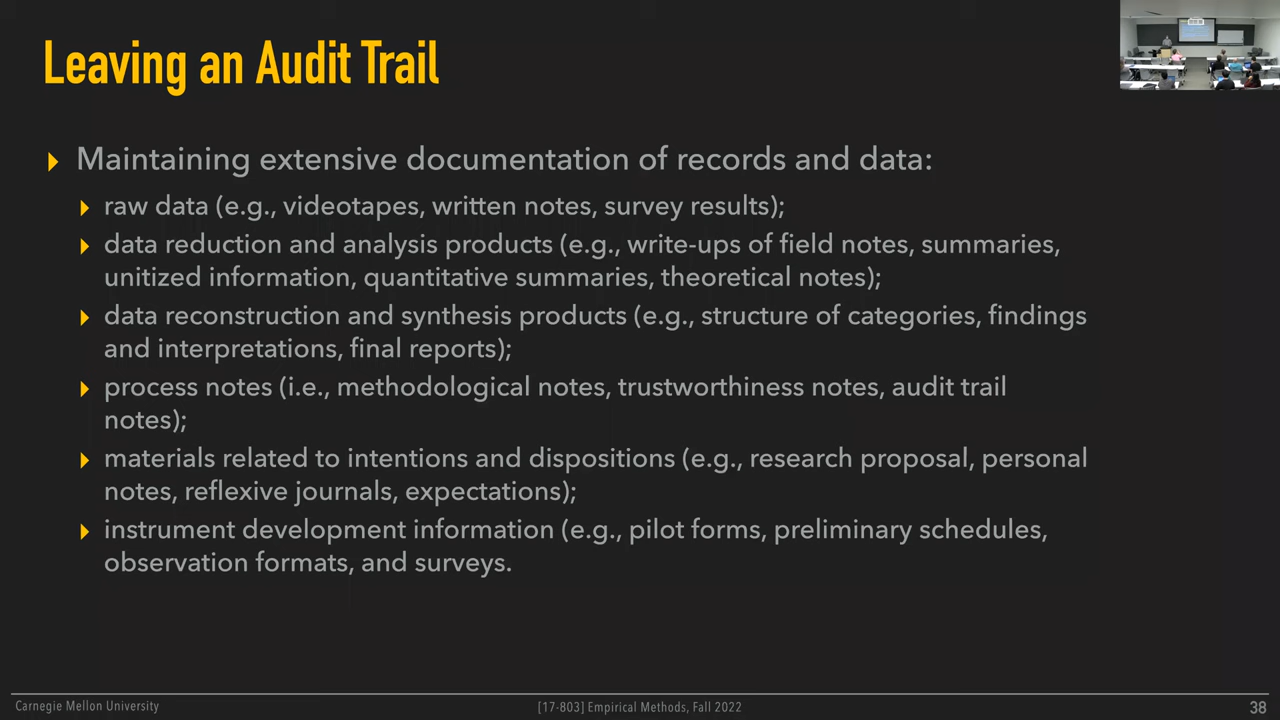 Leaving an Audit Trail
Maintaining extensive documentation of records and data:
raw data (e.g., videotapes, written notes, survey results);
data reduction and analysis products (e.g., write-ups of field notes, summaries,
unitized information, quantitative summaries, theoretical notes);
data reconstruction and synthesis products (e.g., structure of categories, findings
and interpretations, final reports);
process notes (i.e., methodological notes, trustworthiness notes, audit trail
notes);
materials related to intentions and dispositions (e.g., research proposal, personal
notes, reflexive journals, expectations);
instrument development information (e.g., pilot forms, preliminary schedules,
observation formats, and surveys.
Carnegie Mellon University
[17-803] Empirical Methods, Fall 2022
38